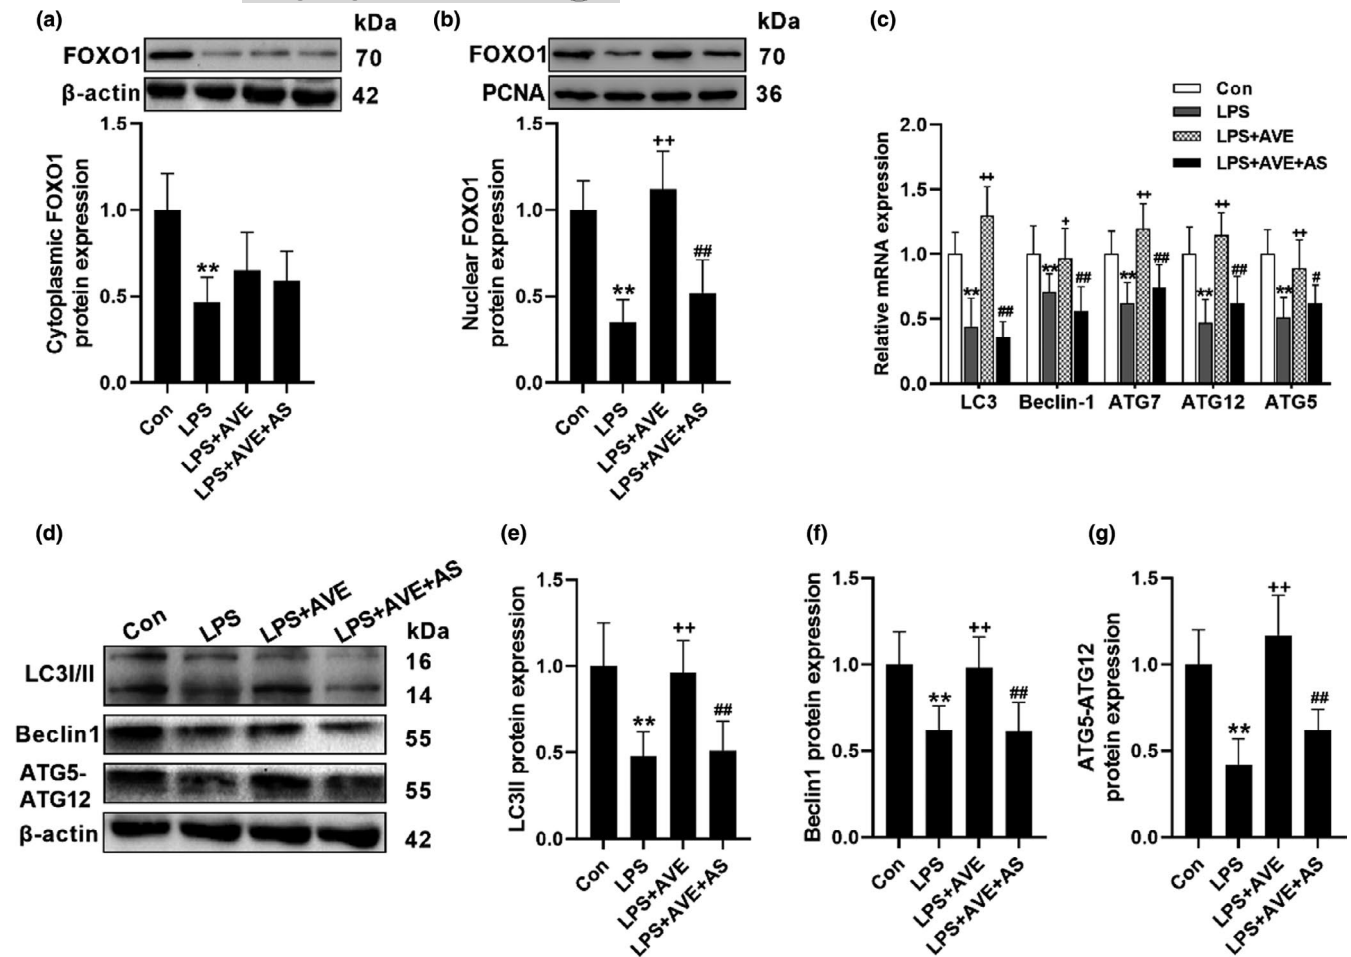 (a)
kDa
FOXO1
70
β-actin
42
1.5
1.0
0.5
0.0
Cytoplasmic FOXO1
protein expression
**
Con
LPS
LPS+AVE
LPS+AVE+AS
(b)
kDa
FOXO1
70
PCNA
36
1.5
1.0
0.5
0.0
Nuclear FOXO1
protein expression
**
++
##
Con
LPS
LPS+AVE
LPS+AVE+AS
(c)
Con
LPS
LPS+AVE
LPS+AVE+AS
2.0
1.5
1.0
0.5
0.0
Relative mRNA expression
** ++ ##
** + ##
** ++ ##
** ++ ##
** ++ #
LC3 Beclin-1 ATG7 ATG12 ATG5
(d)
Con LPS LPS+AVE LPS+AVE+AS
kDa
LC3I/II
16
14
Beclin1
55
ATG5-
ATG12
55
β-actin
42
(e)
1.5
1.0
0.5
0.0
LC3II protein expression
**
++
##
Con
LPS
LPS+AVE
LPS+AVE+AS
(f)
1.5
1.0
0.5
0.0
Beclin1 protein expression
**
++
##
Con
LPS
LPS+AVE
LPS+AVE+AS
(g)
1.5
1.0
0.5
0.0
ATG5-ATG12
protein expression
**
++
##
Con
LPS
LPS+AVE
LPS+AVE+AS